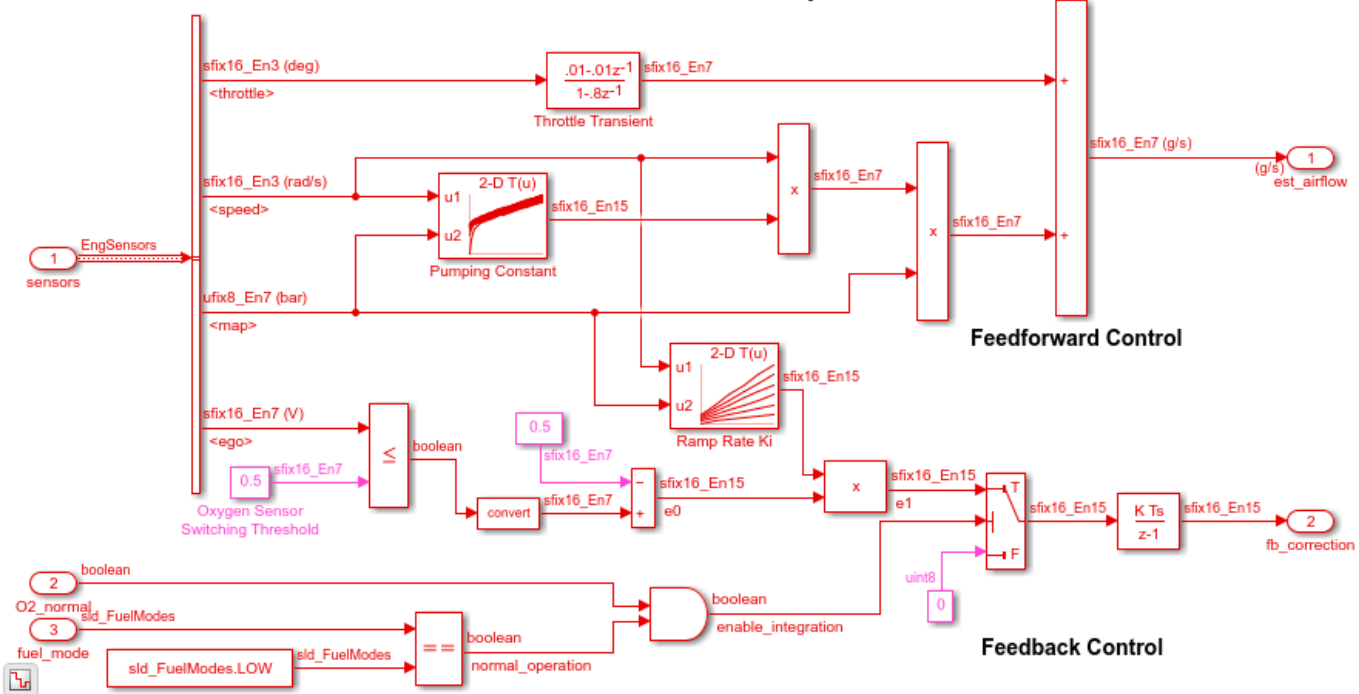 sfix16_En3 (deg)
<throttle>
.01-.01z-1
1-.8z-1
Throttle Transient
sfix16_En7
+
sfix16_En7 (g/s)
(g/s)
1
est_airflow
sfix16_En3 (rad/s)
<speed>
2-D T(u)
u1
u2
Pumping Constant
sfix16_En15
x
sfix16_En7
x
sfix16_En7
+
1
sensors
EngSensors
ufix8_En7 (bar)
<map>
Feedforward Control
2-D T(u)
u1
u2
Ramp Rate Ki
sfix16_En15
sfix16_En7 (V)
<ego>
0.5
sfix16_En7
Oxygen Sensor
Switching Threshold
≤
boolean
convert
sfix16_En7
0.5
sfix16_En7
−
+
sfix16_En15
e0
x
sfix16_En15
e1
T
F
sfix16_En15
K Ts
z-1
sfix16_En15
2
fb_correction
uint8
0
2
O2_normal
boolean
3
fuel_mode
sld_FuelModes
sld_FuelModes.LOW
sld_FuelModes
==
boolean
normal_operation
boolean
enable_integration
Feedback Control